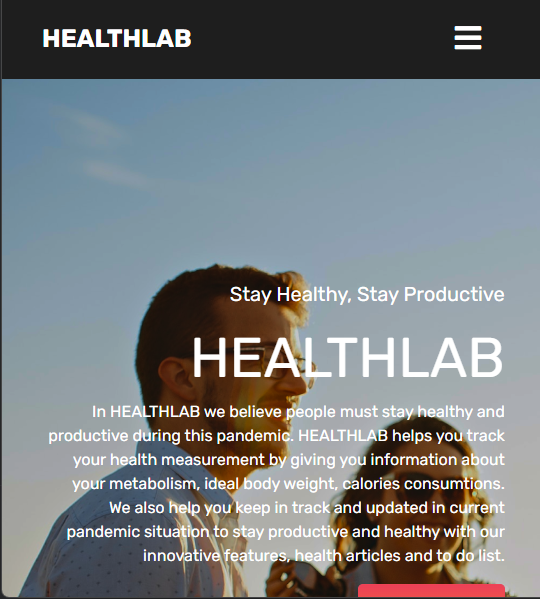 HEALTHLAB
Stay Healthy, Stay Productive
HEALTHLAB
In HEALTHLAB we believe people must stay healthy and
productive during this pandemic. HEALTHLAB helps you track
your health measurement by giving you information about
your metabolism, ideal body weight, calories consumtions.
We also help you keep in track and updated in current
pandemic situation to stay productive and healthy with our
innovative features, health articles and to do list.